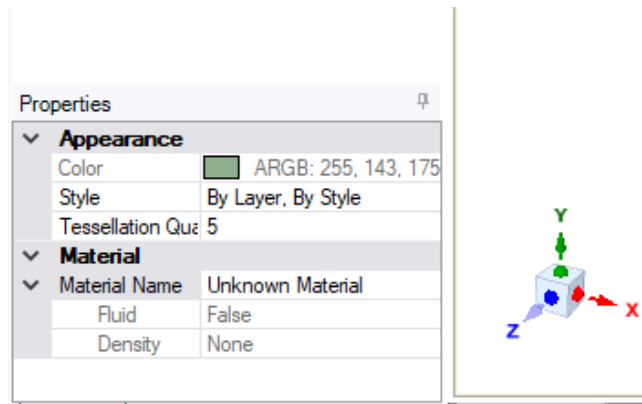 Properties
Appearance
Color ARGB: 255, 143, 175
Style By Layer, By Style
Tessellation Qua 5
Material
Material Name Unknown Material
Fluid False
Density None
Y
X
Z